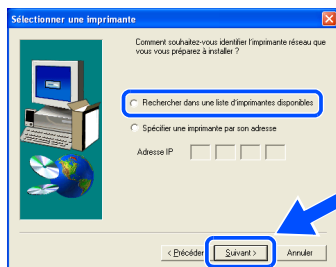 Sélectionner une imprimante
Comment souhaitez-vous identifier l'imprimante réseau que
vous vous préparez à installer ?
Rechercher dans une liste d'imprimantes disponibles
Spécifier une imprimante par son adresse
Adresse IP
< Précéder
Suivant >
Annuler